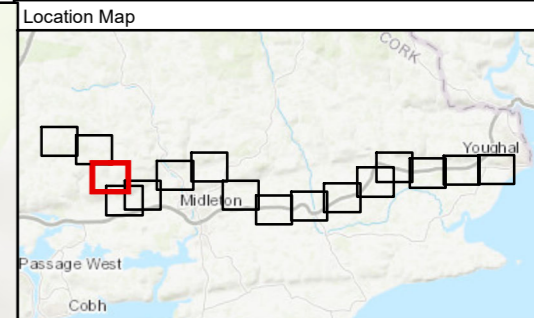 Location Map
CORK
Youghal
Midleton
Passage West
Cobh